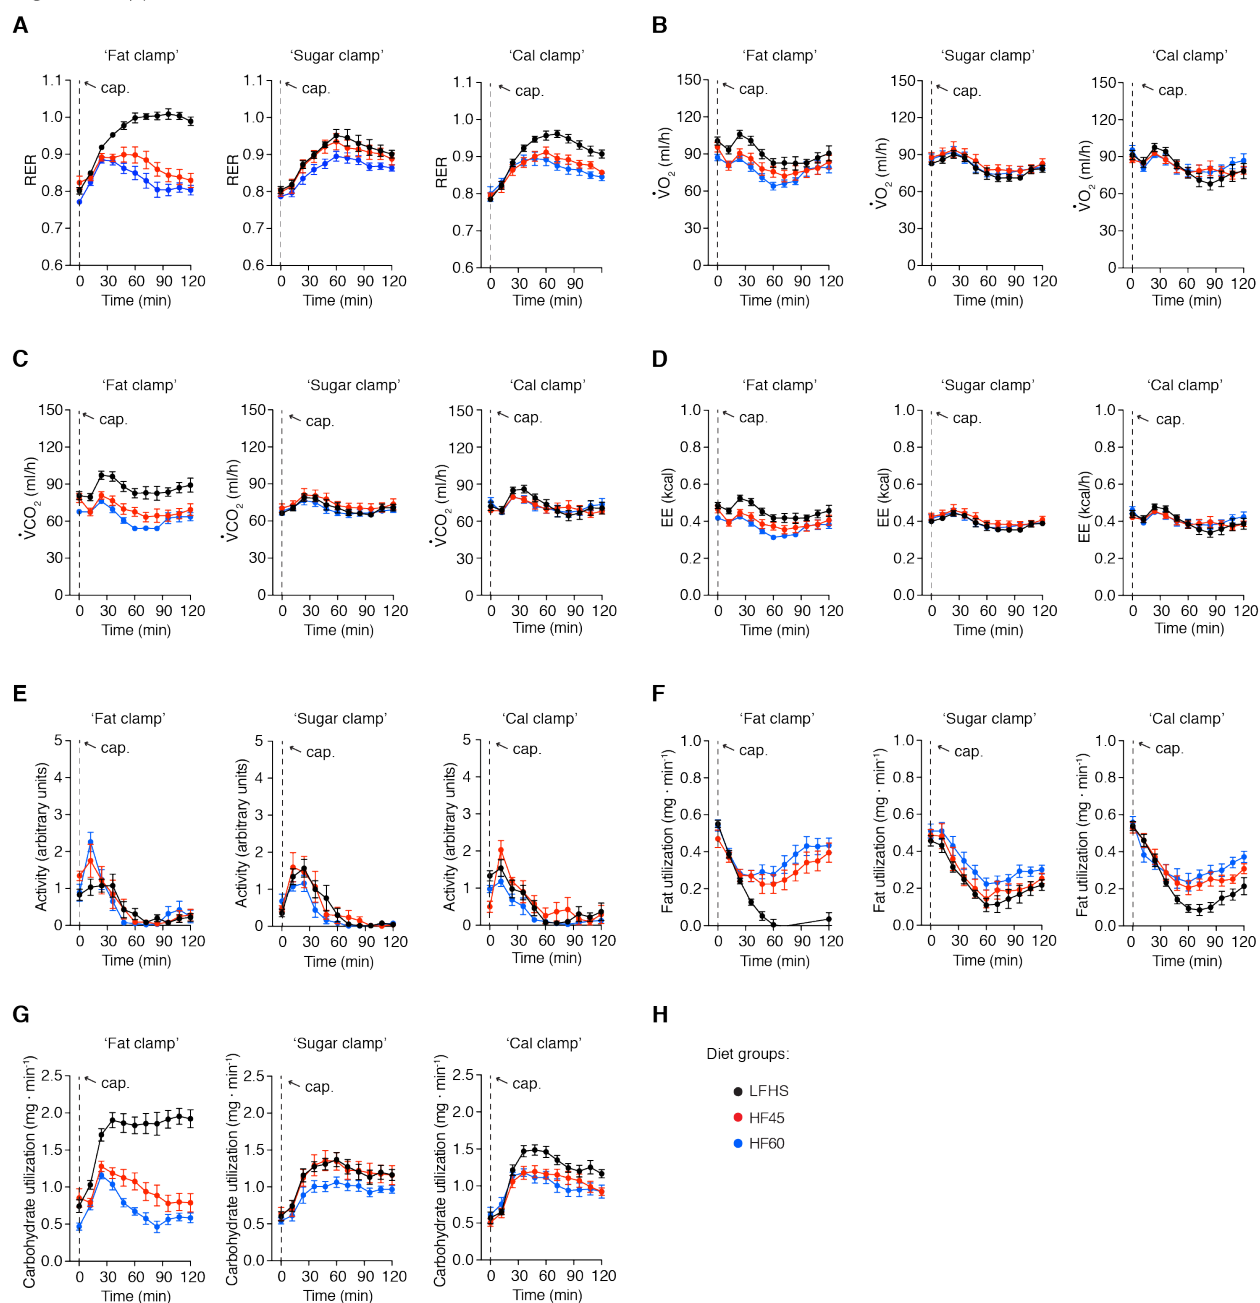 A
B
'Fat clamp'
'Sugar clamp'
'Cal clamp'
'Fat clamp'
'Sugar clamp'
'Cal clamp'
RER
1.1
1.0
0.9
0.8
0.7
0.6
cap.
0 30 60 90 120
Time (min)
RER
1.1
1.0
0.9
0.8
0.7
0.6
cap.
0 30 60 90 120
Time (min)
RER
1.1
1.0
0.9
0.8
0.7
0.6
cap.
0 30 60 90
Time (min)
V̇O2 (ml/h)
150
120
90
60
30
0
cap.
0 30 60 90 120
Time (min)
V̇O2 (ml/h)
150
120
90
60
30
0
cap.
0 30 60 90 120
Time (min)
V̇O2 (ml/h)
150
120
90
60
30
0
cap.
0 30 60 90 120
Time (min)
C
D
'Fat clamp'
'Sugar clamp'
'Cal clamp'
'Fat clamp'
'Sugar clamp'
'Cal clamp'
V̇CO2 (ml/h)
150
120
90
60
30
0
cap.
0 30 60 90 120
Time (min)
V̇CO2 (ml/h)
150
120
90
60
30
0
cap.
0 30 60 90 120
Time (min)
V̇CO2 (ml/h)
150
120
90
60
30
0
cap.
0 30 60 90 120
Time (min)
EE (kcal)
1.0
0.8
0.6
0.4
0.2
0.0
cap.
0 30 60 90 120
Time (min)
EE (kcal)
1.0
0.8
0.6
0.4
0.2
0.0
cap.
0 30 60 90 120
Time (min)
EE (kcal/h)
1.0
0.8
0.6
0.4
0.2
0.0
cap.
0 30 60 90 120
Time (min)
E
F
'Fat clamp'
'Sugar clamp'
'Cal clamp'
'Fat clamp'
'Sugar clamp'
'Cal clamp'
Activity (arbitrary units)
5
4
3
2
1
0
cap.
0 30 60 90 120
Time (min)
Activity (arbitrary units)
5
4
3
2
1
0
cap.
0 30 60 90 120
Time (min)
Activity (arbitrary units)
5
4
3
2
1
0
cap.
0 30 60 90 120
Time (min)
Fat utilization (mg · min⁻¹)
1.0
0.8
0.6
0.4
0.2
0.0
cap.
0 30 60 90 120
Time (min)
Fat utilization (mg · min⁻¹)
1.0
0.8
0.6
0.4
0.2
0.0
cap.
0 30 60 90 120
Time (min)
Fat utilization (mg · min⁻¹)
1.0
0.8
0.6
0.4
0.2
0.0
cap.
0 30 60 90 120
Time (min)
G
H
'Fat clamp'
'Sugar clamp'
'Cal clamp'
Carbohydrate utilization (mg · min⁻¹)
2.5
2.0
1.5
1.0
0.5
0.0
cap.
0 30 60 90 120
Time (min)
Carbohydrate utilization (mg · min⁻¹)
2.5
2.0
1.5
1.0
0.5
0.0
cap.
0 30 60 90 120
Time (min)
Carbohydrate utilization (mg · min⁻¹)
2.5
2.0
1.5
1.0
0.5
0.0
cap.
0 30 60 90 120
Time (min)
Diet groups:
LFHS
HF45
HF60